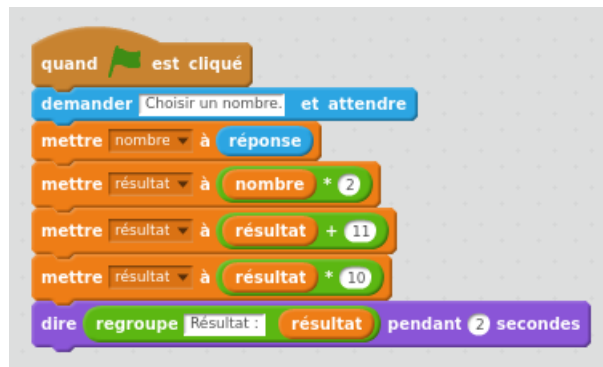 quand est cliqué
demander Choisir un nombre. et attendre
mettre nombre à réponse
mettre résultat à nombre * 2
mettre résultat à résultat + 11
mettre résultat à résultat * 10
dire regroupe Résultat : résultat pendant 2 secondes